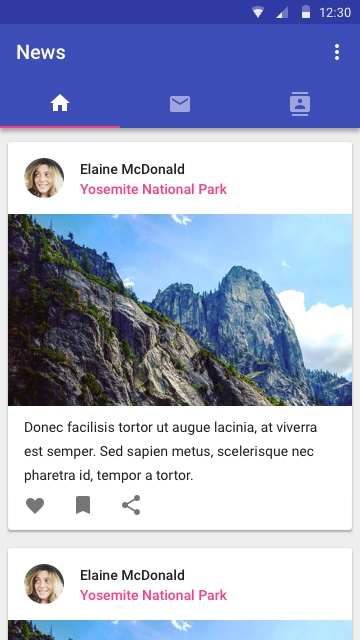 12:30
News
Elaine McDonald
Yosemite National Park
Donec facilisis tortor ut augue lacinia, at viverra
est semper. Sed sapien metus, scelerisque nec
pharetra id, tempor a tortor.
Elaine McDonald
Yosemite National Park